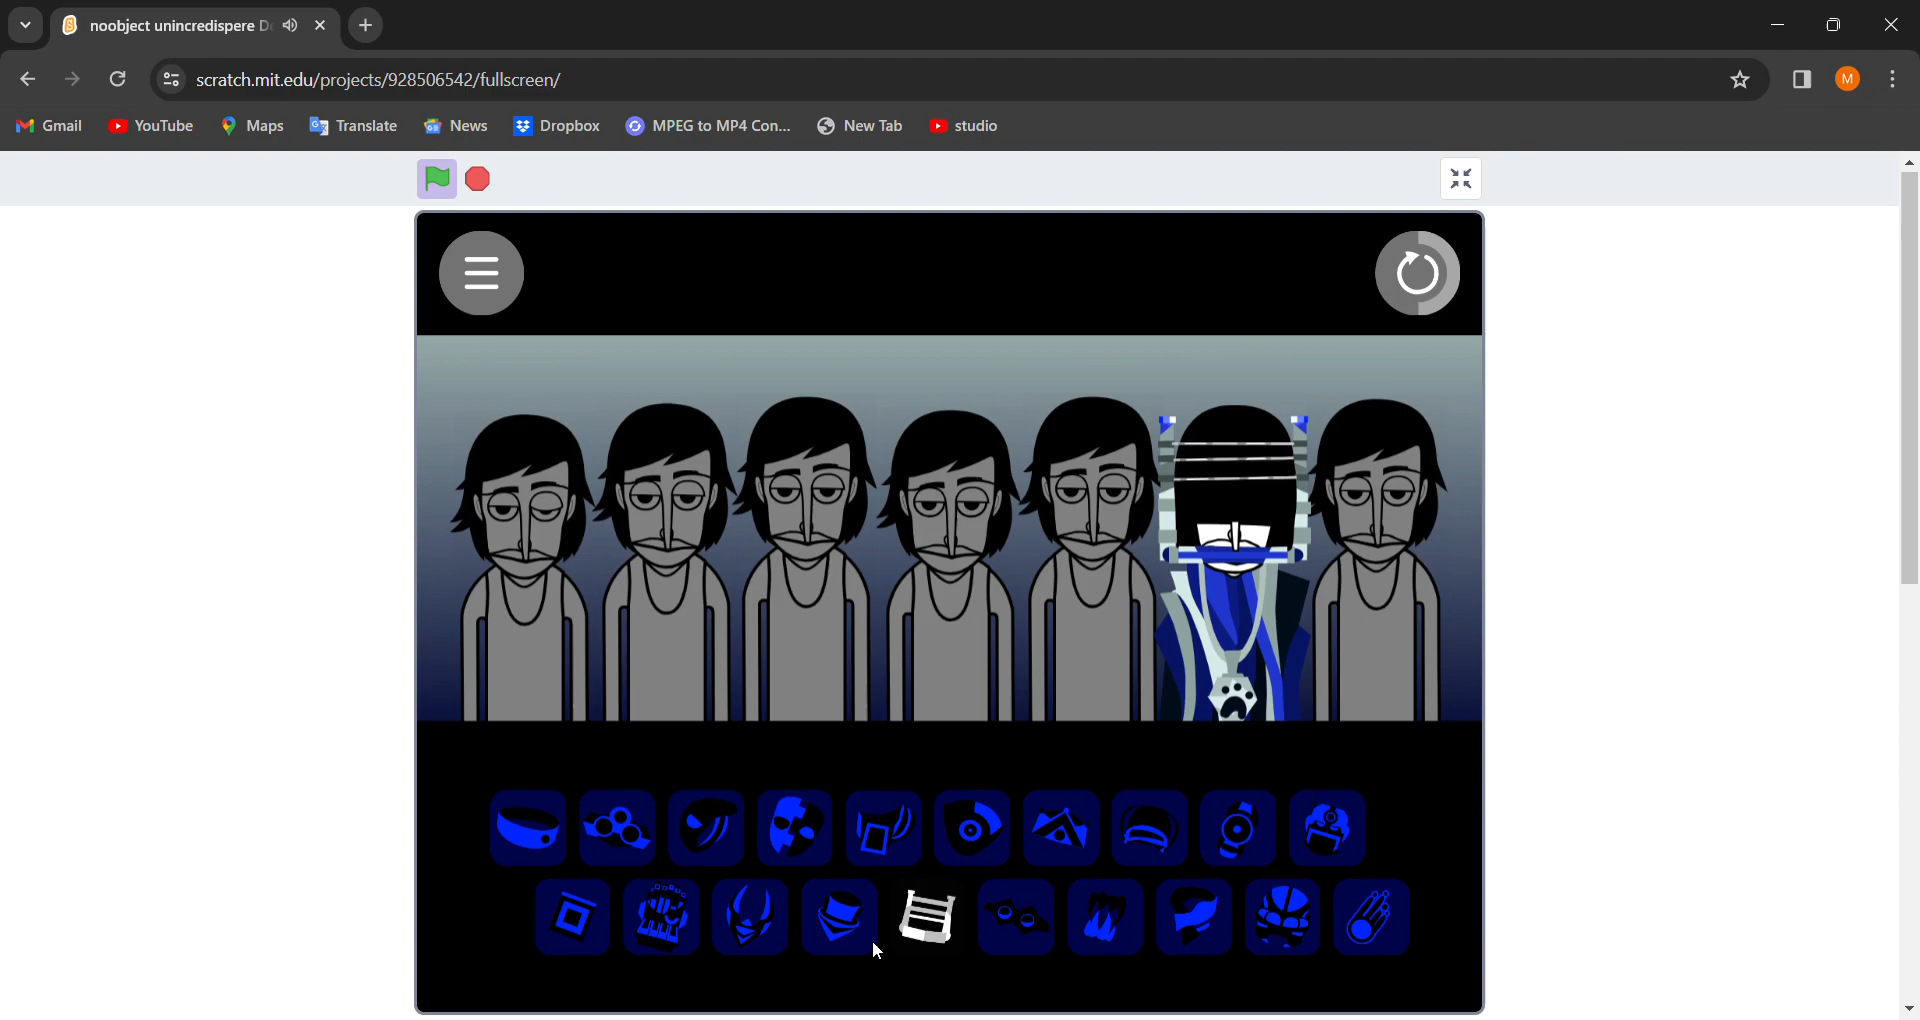 noobject unincredispere D
scratch.mit.edu/projects/928506542/fullscreen/
M
Gmail
YouTube
Maps
Translate
News
Dropbox
MPEG to MP4 Con...
New Tab
studio